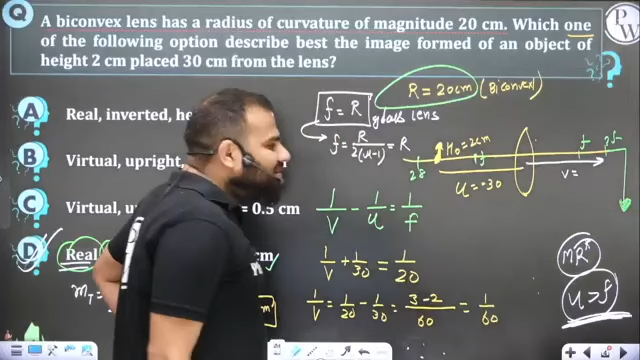 Q A biconvex lens has a radius of curvature of magnitude 20 cm. Which one
of the following option describe best the image formed of an object of
height 2 cm placed 30 cm from the lens?
PW
A Real, inverted, he
B Virtual, upright,
C Virtual, u = 0.5 cm
D Real cm
R = 20cm (Biconvex)
f = R glass lens
f = R / 2(μ-1) = R
H₀ = 2cm
f
2f
f
2f
u = -30
v =
1/v - 1/u = 1/f
1/v + 1/30 = 1/20
1/v = 1/20 - 1/30 = 3-2 / 60 = 1/60
m_T =
MR*
u > f